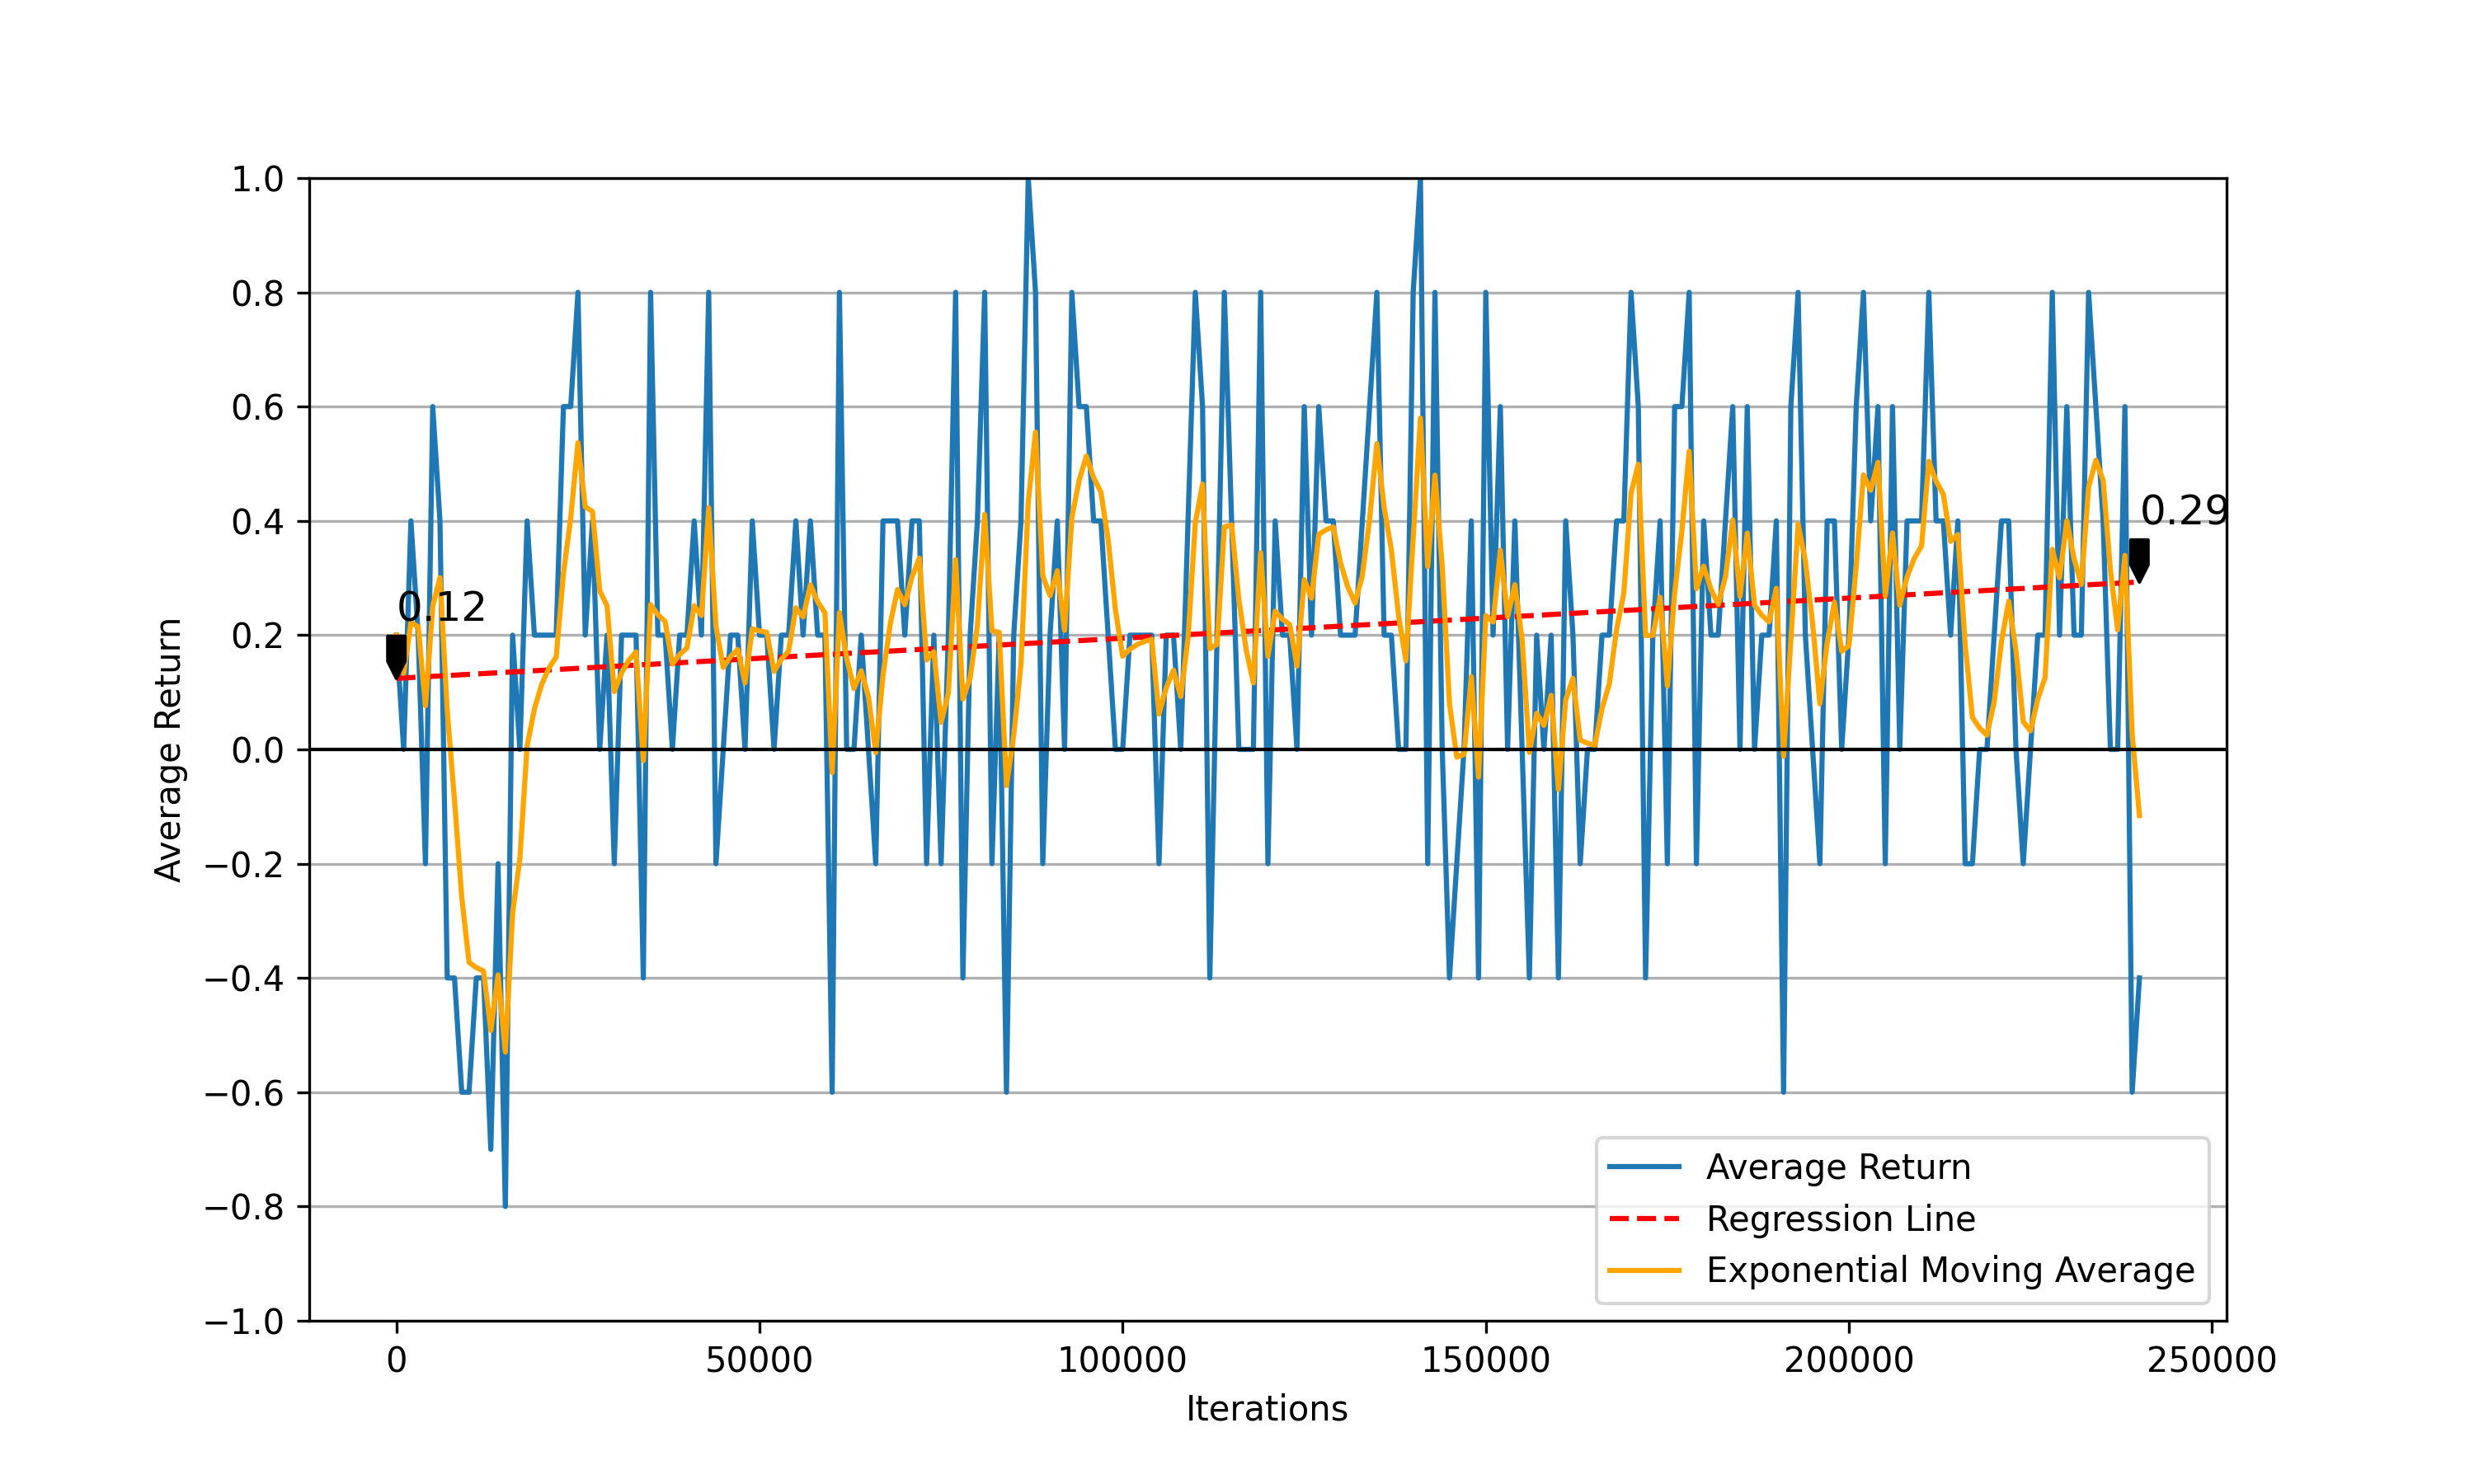 1.0
0.8
0.6
0.4
0.2
0.0
−0.2
−0.4
−0.6
−0.8
−1.0
Average Return
0.12
0.29
Average Return
Regression Line
Exponential Moving Average
0 50000 100000 150000 200000 250000
Iterations